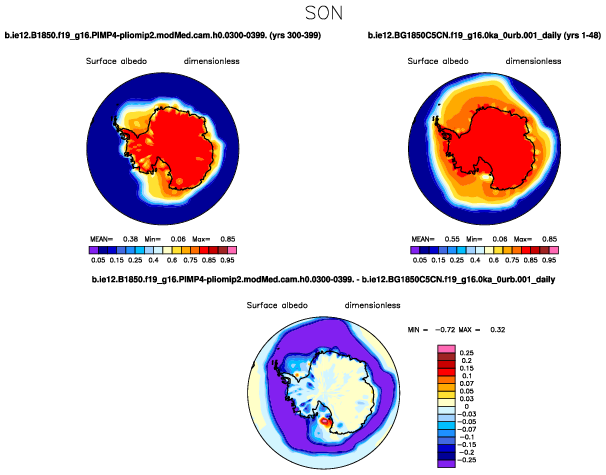 SON
b.ie12.B1850.f19_g16.PIMP4-pliomip2.modMed.cam.h0.0300-0399. (yrs 300-399)
b.ie12.BG1850C5CN.f19_g16.0ka_0urb.001_daily (yrs 1-48)
Surface albedo dimensionless
Surface albedo dimensionless
MEAN= 0.38 Min= 0.06 Max= 0.85
MEAN= 0.55 Min= 0.06 Max= 0.85
0.05 0.15 0.25 0.4 0.6 0.75 0.85 0.95
0.05 0.15 0.25 0.4 0.6 0.75 0.85 0.95
b.ie12.B1850.f19_g16.PIMP4-pliomip2.modMed.cam.h0.0300-0399. - b.ie12.BG1850C5CN.f19_g16.0ka_0urb.001_daily
Surface albedo dimensionless
MIN = -0.72 MAX = 0.32
0.25
0.2
0.15
0.1
0.07
0.05
0.03
0
-0.03
-0.05
-0.07
-0.1
-0.15
-0.2
-0.25